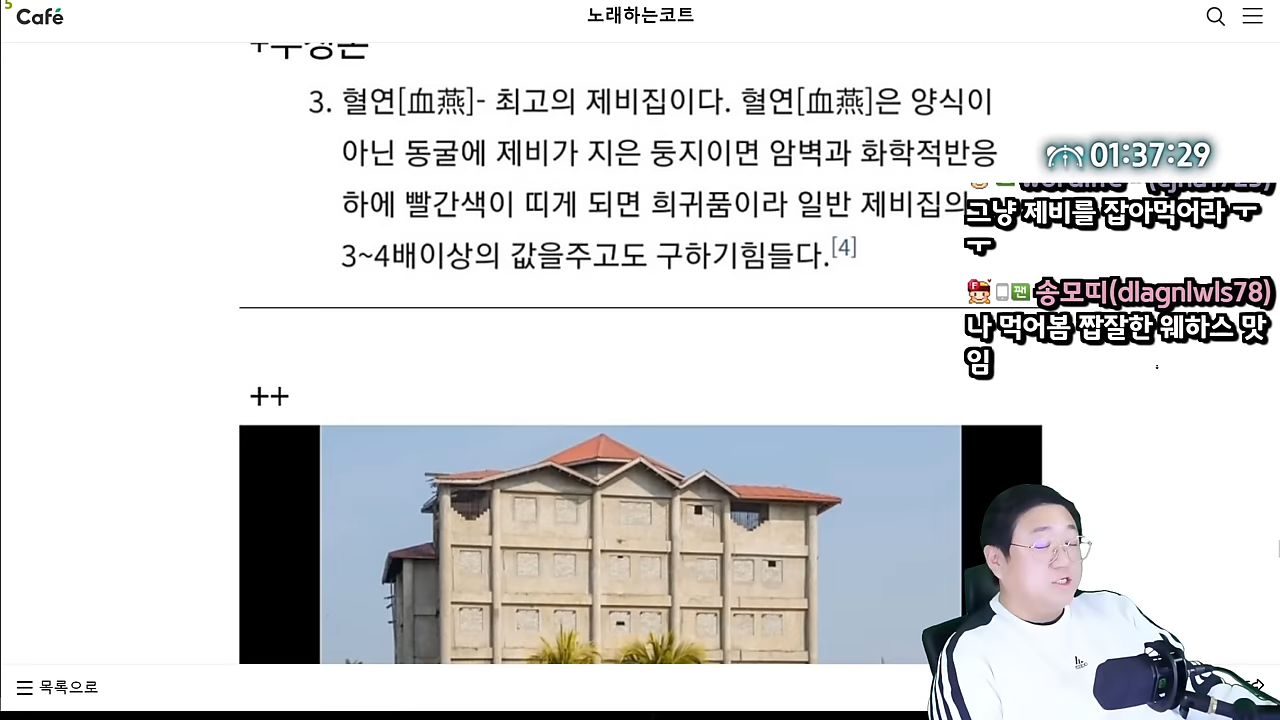 5
Café
노래하는코트
3. 혈연[血燕]- 최고의 제비집이다. 혈연[血燕]은 양식이
아닌 동굴에 제비가 지은 둥지이면 암벽과 화학적반응
하에 빨간색이 띠게 되면 희귀품이라 일반 제비집의
3~4배이상의 값을주고도 구하기힘들다.[4]
01:37:29
그냥 제비를 잡아먹어라 ㅜ
ㅜ
F 팬 송모띠(dlagnlwls78)
나 먹어봄 짭잘한 웨하스 맛
임
++
목록으로